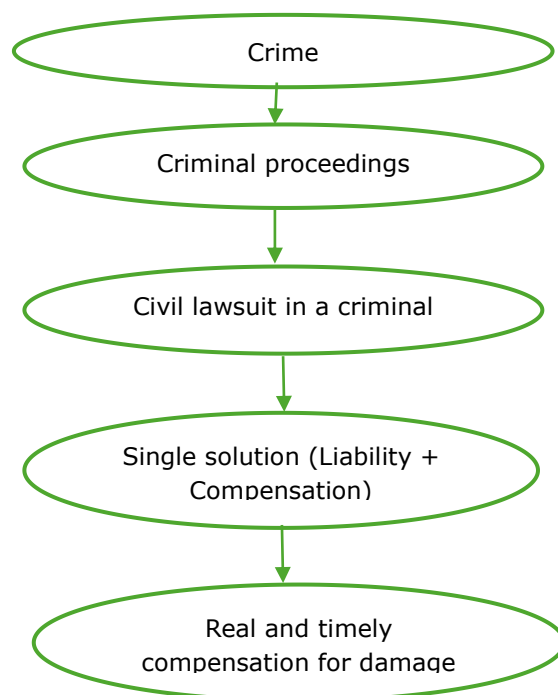 Crime
Criminal proceedings
Civil lawsuit in a criminal
Single solution (Liability +
Compensation)
Real and timely
compensation for damage